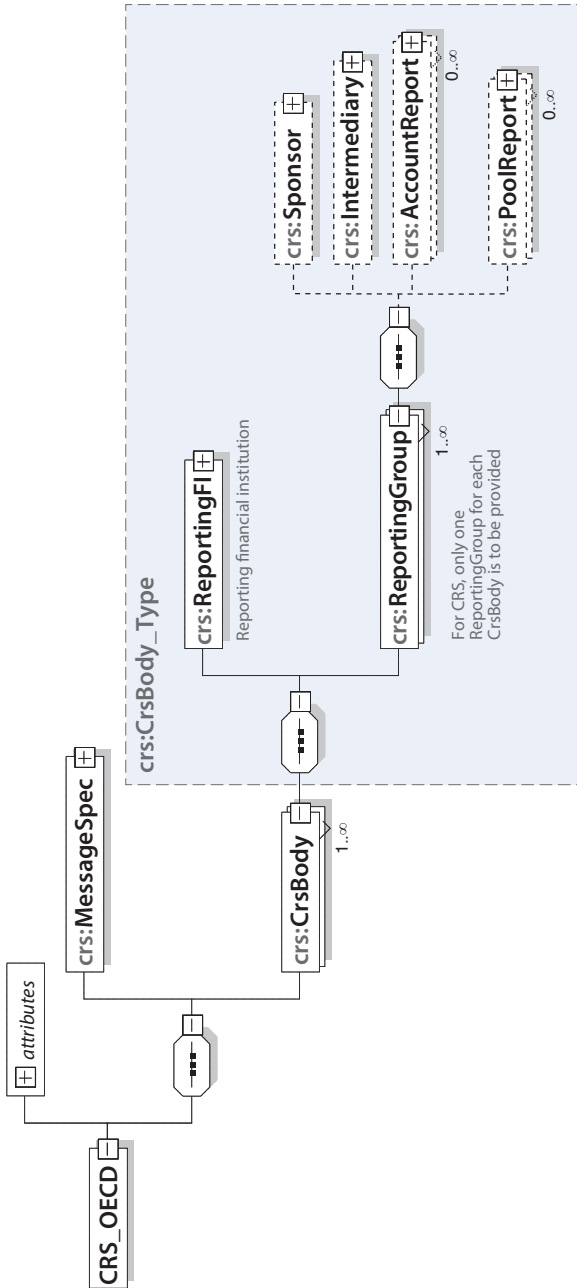 CRS_OECD
attributes
crs:MessageSpec
crs:CrsBody
1..∞
crs:CrsBody_Type
crs:ReportingFI
Reporting financial institution
crs:ReportingGroup
1..∞
For CRS, only one
ReportingGroup for each
CrsBody is to be provided
crs:Sponsor
crs:Intermediary
crs:AccountReport
0..∞
crs:PoolReport
0..∞